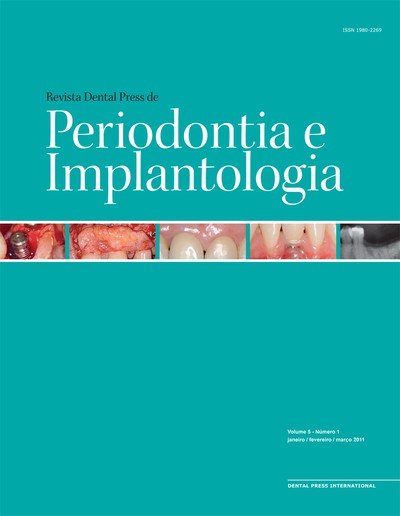 ISSN 1980-2269
Revista Dental Press de
Periodontia e
Implantologia
Volume 5 - Número 1
janeiro / fevereiro / março 2011
DENTAL PRESS INTERNATIONAL